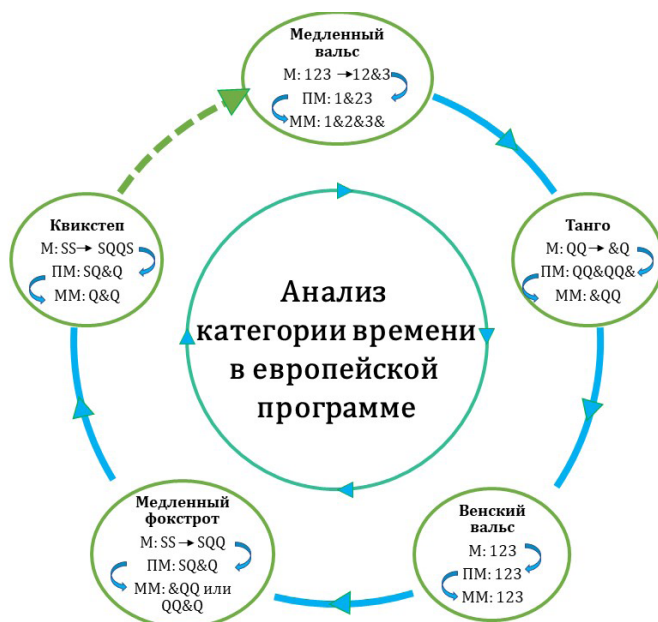 Медленный
вальс
М: 123 →12&3
ПМ: 1&23
ММ: 1&2&3&
Танго
М: QQ → &Q
ПМ: QQ&QQ&
ММ: &QQ
Венский
вальс
М: 123
ПМ: 123
ММ: 123
Медленный
фокстрот
М: SS → SQQ
ПМ: SQ&Q
ММ: &QQ или
QQ&Q
Квикстеп
М: SS → SQQS
ПМ: SQ&Q
ММ: Q&Q
Анализ
категории времени
в европейской
программе